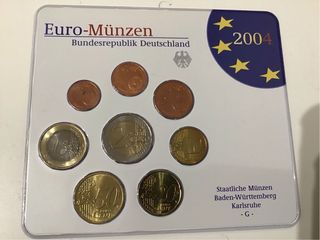 Euro-Münzen
Bundesrepublik Deutschland
2004
Staatliche Münzen
Baden-Württemberg
Karlsruhe
- G -